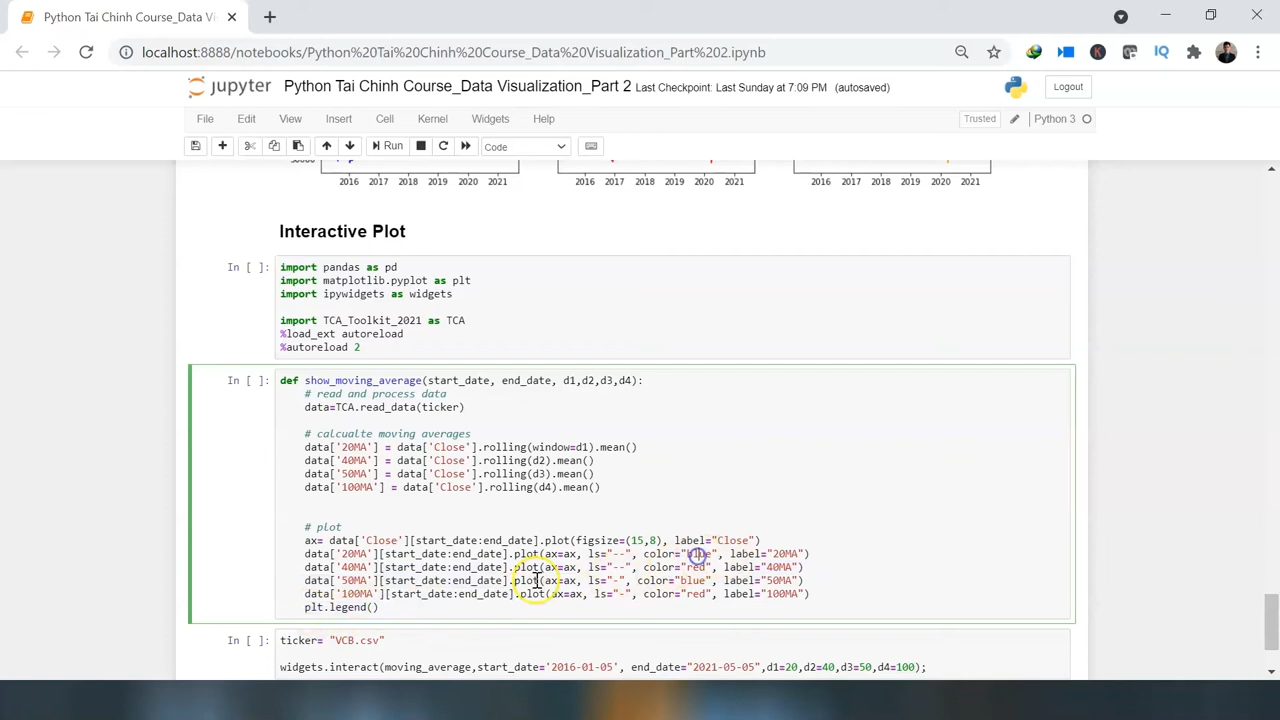 Python Tai Chinh Course_Data Vi
localhost:8888/notebooks/Python%20Tai%20Chinh%20Course_Data%20Visualization_Part%202.ipynb
K
IQ
jupyter Python Tai Chinh Course_Data Visualization_Part 2 Last Checkpoint: Last Sunday at 7:09 PM (autosaved)
Logout
File Edit View Insert Cell Kernel Widgets Help
Trusted
Python 3
Run
Code
2016 2017 2018 2019 2020 2021
2016 2017 2018 2019 2020 2021
2016 2017 2018 2019 2020 2021
Interactive Plot
In [ ]:
import pandas as pd
import matplotlib.pyplot as plt
import ipywidgets as widgets
import TCA_Toolkit_2021 as TCA
%load_ext autoreload
%autoreload 2
In [ ]:
def show_moving_average(start_date, end_date, d1,d2,d3,d4):
# read and process data
data=TCA.read_data(ticker)
# calcualte moving averages
data['20MA'] = data['Close'].rolling(window=d1).mean()
data['40MA'] = data['Close'].rolling(d2).mean()
data['50MA'] = data['Close'].rolling(d3).mean()
data['100MA'] = data['Close'].rolling(d4).mean()
# plot
ax= data['Close'][start_date:end_date].plot(figsize=(15,8), label="Close")
data['20MA'][start_date:end_date].plot(ax=ax, ls="--", color="blue", label="20MA")
data['40MA'][start_date:end_date].plot(ax=ax, ls="--", color="red", label="40MA")
data['50MA'][start_date:end_date].plot(ax=ax, ls="-", color="blue", label="50MA")
data['100MA'][start_date:end_date].plot(ax=ax, ls="-", color="red", label="100MA")
plt.legend()
In [ ]:
ticker= "VCB.csv"
widgets.interact(moving_average,start_date='2016-01-05', end_date="2021-05-05",d1=20,d2=40,d3=50,d4=100);